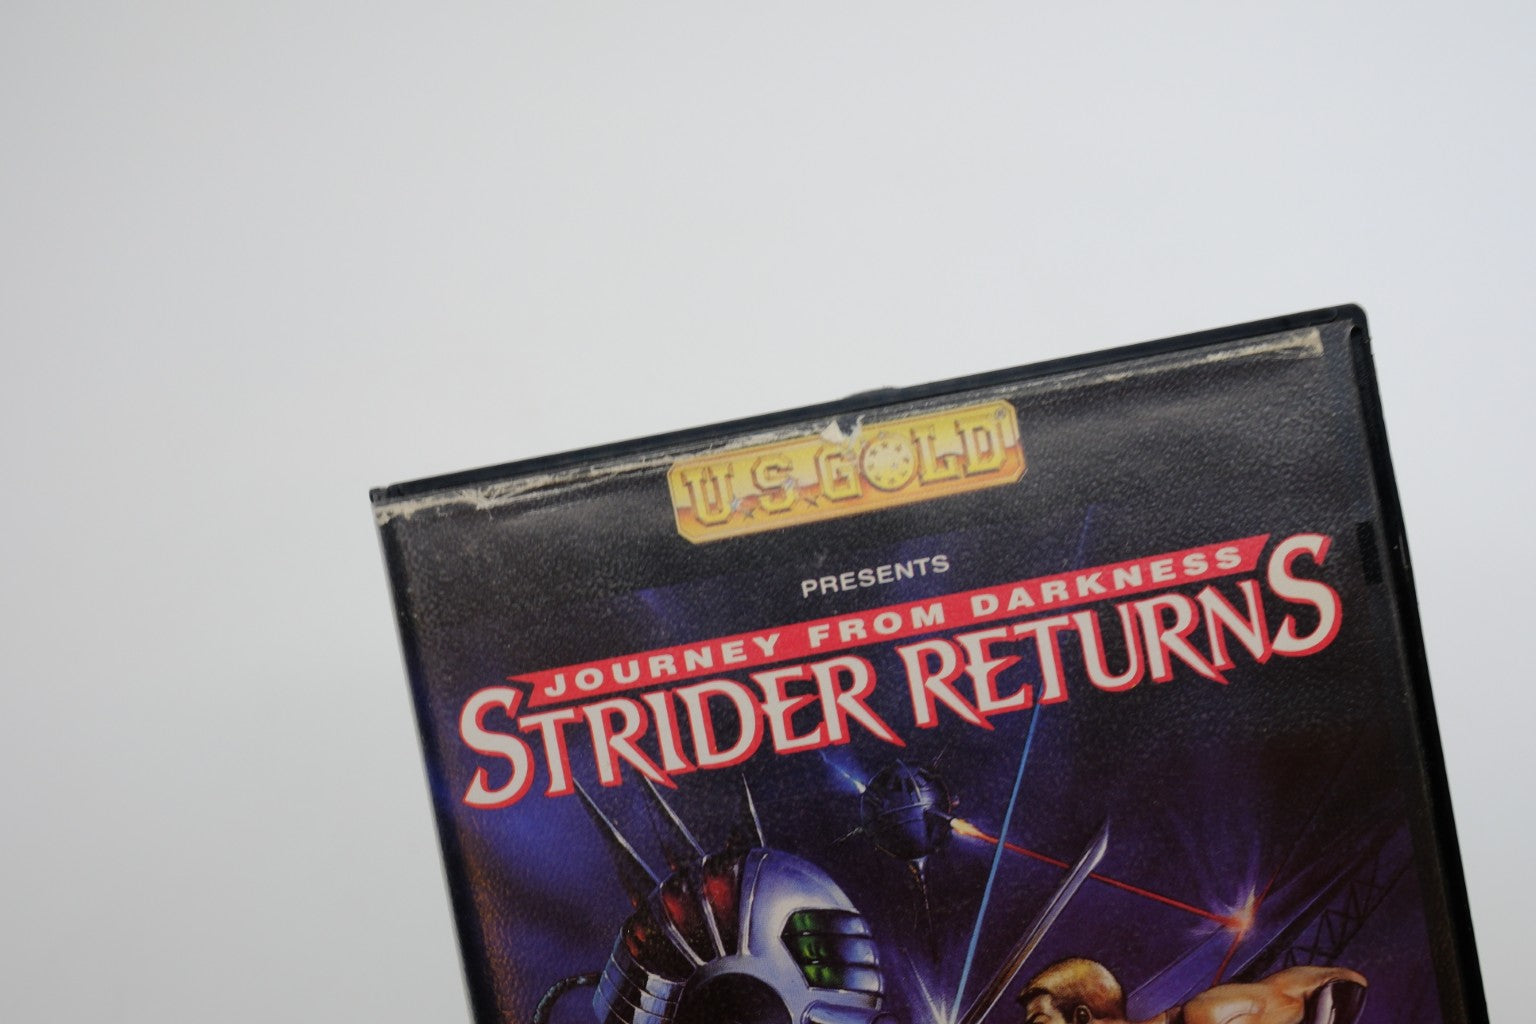 U.S. GOLD®
PRESENTS
JOURNEY FROM DARKNESS
STRIDER RETURNS